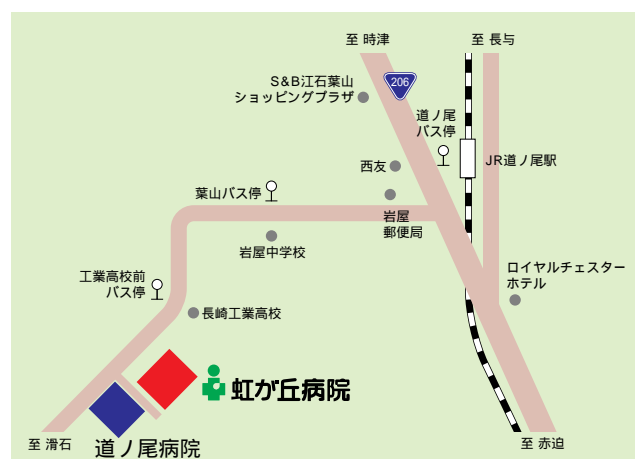 至 時津
至 長与
S&B江石葉山
ショッピングプラザ
206
道ノ尾
バス停
西友
JR道ノ尾駅
葉山バス停
岩屋
郵便局
岩屋中学校
ロイヤルチェスター
ホテル
工業高校前
バス停
長崎工業高校
虹が丘病院
至 滑石
道ノ尾病院
至 赤迫